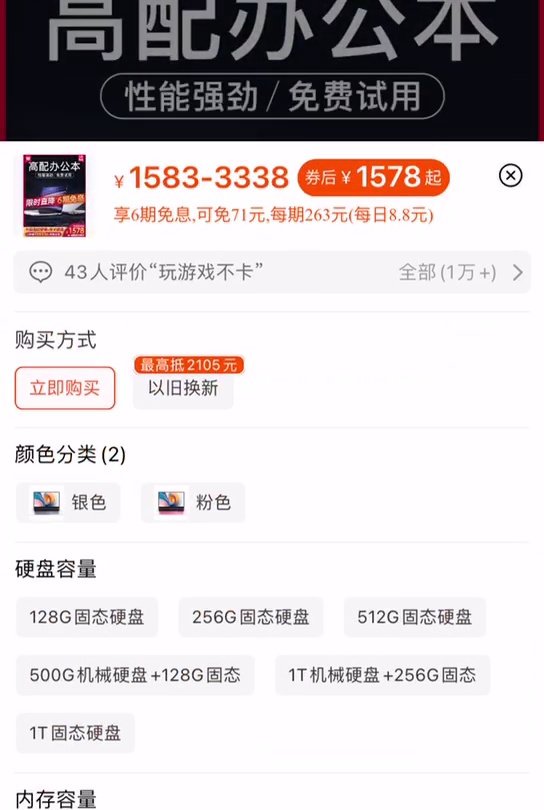 高配办公本
性能强劲/免费试用
高配办公本
限时直降 6期免息
1578
¥1583-3338 券后¥1578起
享6期免息,可免71元,每期263元(每日8.8元)
43人评价“玩游戏不卡” 全部(1万+)
购买方式
最高抵2105元
立即购买 以旧换新
颜色分类(2)
银色 粉色
硬盘容量
128G固态硬盘 256G固态硬盘 512G固态硬盘
500G机械硬盘+128G固态 1T机械硬盘+256G固态
1T固态硬盘
内存容量